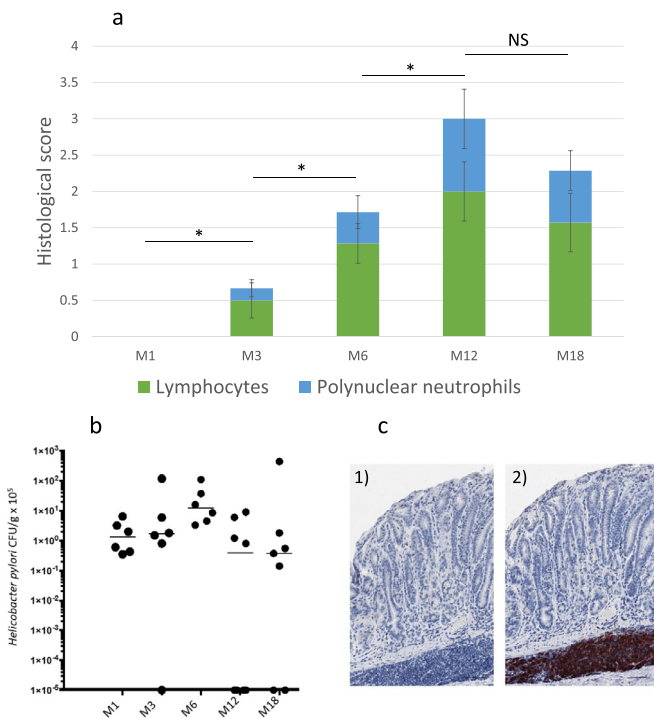 a
4
3.5
3
2.5
2
1.5
1
0.5
0
Histological score
*
*
*
NS
M1 M3 M6 M12 M18
Lymphocytes Polynuclear neutrophils
b
1×10³
1×10²
1×10¹
1×10⁰
1×10⁻¹
1×10⁻²
1×10⁻³
1×10⁻⁴
1×10⁻⁵
Helicobacter pylori CFU/g x 10⁵
M1 M3 M6 M12 M18
c
1)
2)